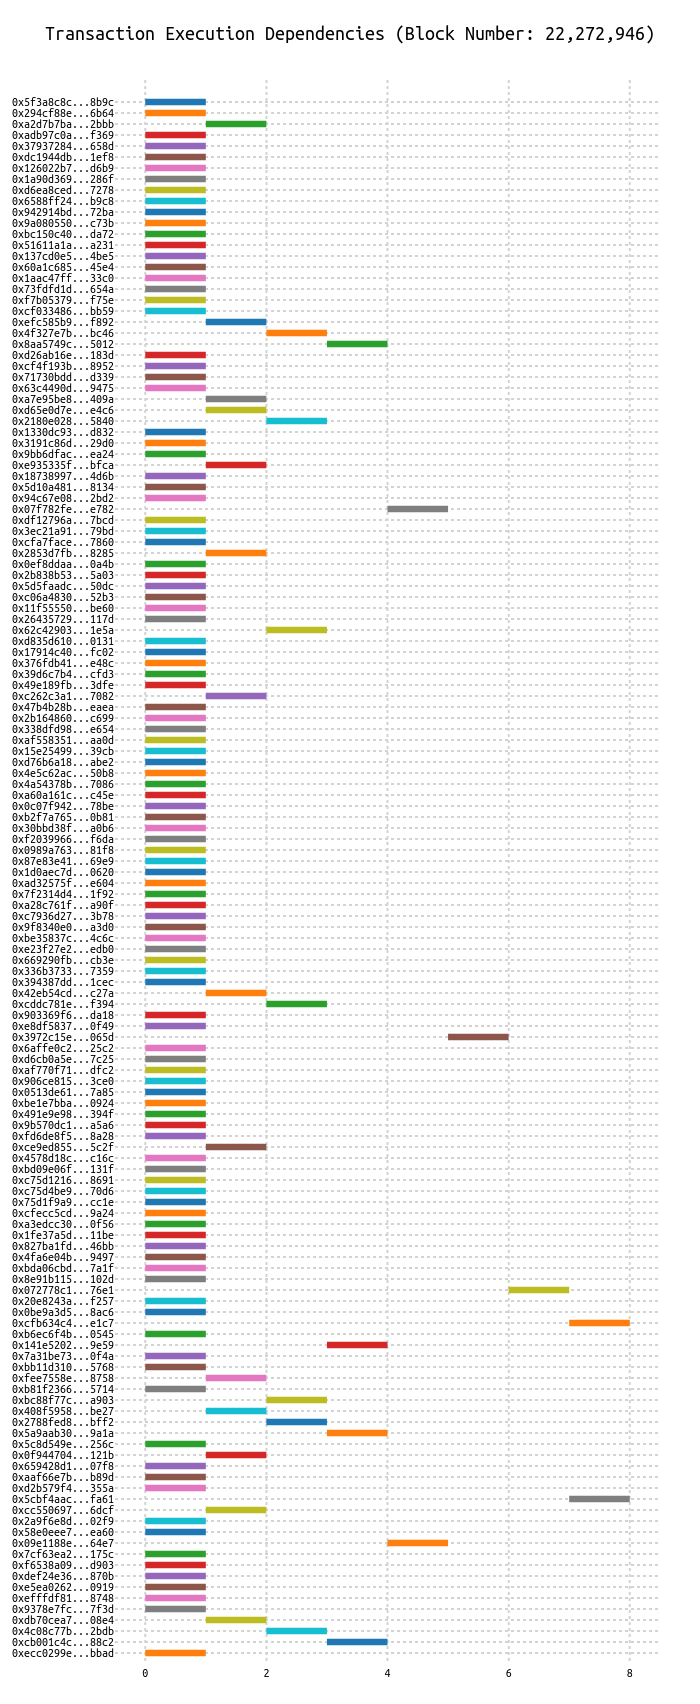 Transaction Execution Dependencies (Block Number: 22,272,946)
0x5f3a8c8c...8b9c
0x294cf88e...6b64
0xa2d7b7ba...2bbb
0xadb97c0a...f369
0x37937284...658d
0xdc1944db...1ef8
0x126022b7...d6b9
0x1a90d369...286f
0xd6ea8ced...7278
0x6588ff24...b9c8
0x942914bd...72ba
0x9a080550...c73b
0xbc150c40...da72
0x51611a1a...a231
0x137cd0e5...4be5
0x60a1c685...45e4
0x1aac47ff...33c0
0x73fdfd1d...654a
0xf7b05379...f75e
0xcf033486...bb59
0xefc585b9...f892
0x4f327e7b...bc46
0x8aa5749c...5012
0xd26ab16e...183d
0xcf4f193b...8952
0x71730bdd...d339
0x63c4490d...9475
0xa7e95be8...409a
0xd65e0d7e...e4c6
0x2180e028...5840
0x1330dc93...d832
0x3191c86d...29d0
0x9bb6dfac...ea24
0xe935335f...bfca
0x18738997...4d6b
0x5d10a481...8134
0x94c67e08...2bd2
0x07f782fe...e782
0xdf12796a...7bcd
0x3ec21a91...79bd
0xcfa7face...7860
0x2853d7fb...8285
0x0ef8ddaa...0a4b
0x2b838b53...5a03
0x5d5faadc...50dc
0xc06a4830...52b3
0x11f55550...be60
0x26435729...117d
0x62c42903...1e5a
0xd835d610...0131
0x17914c40...fc02
0x376fdb41...e48c
0x39d6c7b4...cfd3
0x49e189fb...3dfe
0xc262c3a1...7082
0x47b4b28b...eaea
0x2b164860...c699
0x338dfd98...e654
0xaf558351...aa0d
0x15e25499...39cb
0xd76b6a18...abe2
0x4e5c62ac...50b8
0x4a54378b...7086
0xa60a161c...c45e
0x0c07f942...78be
0xb2f7a765...0b81
0x30bbd38f...a0b6
0xf2039966...f6da
0x0989a763...81f8
0x87e83e41...69e9
0x1d0aec7d...0620
0xad32575f...e604
0x7f2314d4...1f92
0xa28c761f...a90f
0xc7936d27...3b78
0x9f8340e0...a3d0
0xbe35837c...4c6c
0xe23f27e2...edb0
0x669290fb...cb3e
0x336b3733...7359
0x394387dd...1cec
0x42eb54cd...c27a
0xcddc781e...f394
0x903369f6...da18
0xe8df5837...0f49
0x3972c15e...065d
0x6affe0c2...25c2
0xd6cb0a5e...7c25
0xaf770f71...dfc2
0x906ce815...3ce0
0x0513de61...7a85
0xbe1e7bba...0924
0x491e9e98...394f
0x9b570dc1...a5a6
0xfd6de8f5...8a28
0xce9ed855...5c2f
0x4578d18c...c16c
0xbd09e06f...131f
0xc75d1216...8691
0xc75d4be9...70d6
0x75d1f9a9...cc1e
0xcfecc5cd...9a24
0xa3edcc30...0f56
0x1fe37a5d...11be
0x827ba1fd...46bb
0x4fa6e04b...9497
0xbda06cbd...7a1f
0x8e91b115...102d
0x072778c1...76e1
0x20e8243a...f257
0x0be9a3d5...8ac6
0xcfb634c4...e1c7
0xb6ec6f4b...0545
0x141e5202...9e59
0x7a31be73...0f4a
0xbb11d310...5768
0xfee7558e...8758
0xb81f2366...5714
0xbc88f77c...a903
0x408f5958...be27
0x2788fed8...bff2
0x5a9aab30...9a1a
0x5c8d549e...256c
0x0f944704...121b
0x659428d1...07f8
0xaaf66e7b...b89d
0xd2b579f4...355a
0x5cbf4aac...fa61
0xcc550697...6dcf
0x2a9f6e8d...02f9
0x58e0eee7...ea60
0x09e1188e...64e7
0x7cf63ea2...175c
0xf6538a09...d903
0xdef24e36...870b
0xe5ea0262...0919
0xefffdf81...8748
0x9378e7fc...7f3d
0xdb70cea7...08e4
0x4c08c77b...2bdb
0xcb001c4c...88c2
0xecc0299e...bbad
0 2 4 6 8